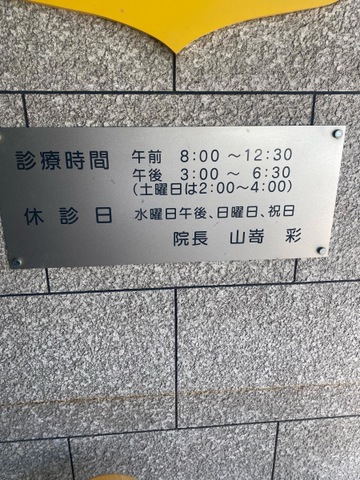 診療時間 午前 8:00 ～12:30
午後 3:00 ～ 6:30
(土曜日は2:00～4:00)
休診日 水曜日午後、日曜日、祝日
院長 山嵜 彩